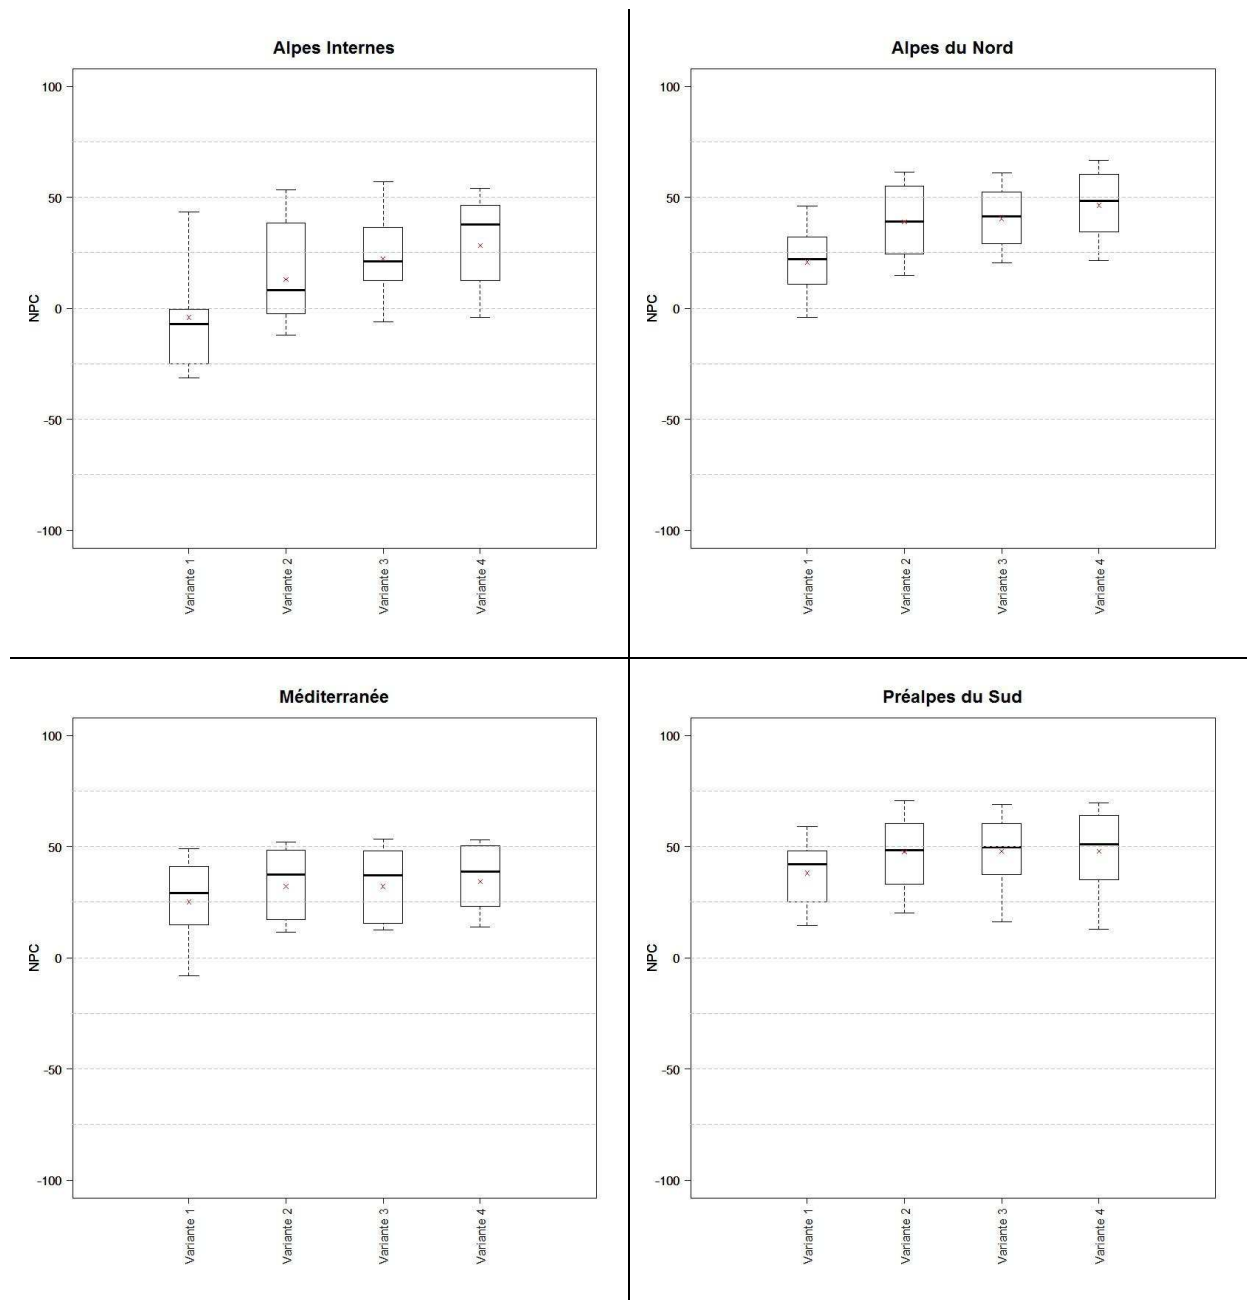 Alpes Internes
100
50
0
-50
-100
NPC
Variante 1
Variante 2
Variante 3
Variante 4
Alpes du Nord
100
50
0
-50
-100
NPC
Variante 1
Variante 2
Variante 3
Variante 4
Méditerranée
100
50
0
-50
-100
NPC
Variante 1
Variante 2
Variante 3
Variante 4
Préalpes du Sud
100
50
0
-50
-100
NPC
Variante 1
Variante 2
Variante 3
Variante 4